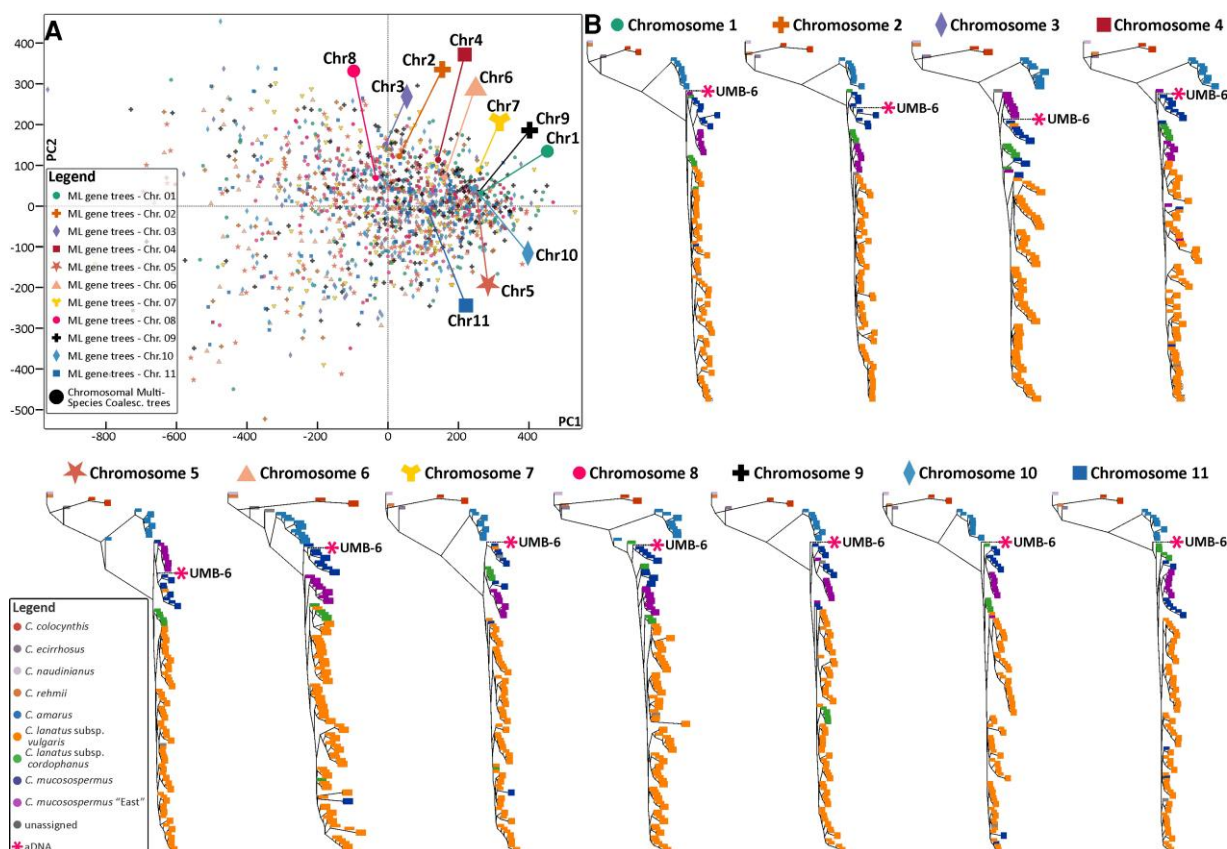 A
400
300
200
100
0
-100
-200
-300
-400
-500
PC2
-800
-600
-400
-200
0
200
400
PC1
Chr8
Chr3
Chr2
Chr4
Chr6
Chr7
Chr9
Chr1
Chr10
Chr5
Chr11
Legend
ML gene trees - Chr. 01
ML gene trees - Chr. 02
ML gene trees - Chr. 03
ML gene trees - Chr. 04
ML gene trees - Chr. 05
ML gene trees - Chr. 06
ML gene trees - Chr. 07
ML gene trees - Chr. 08
ML gene trees - Chr. 09
ML gene trees - Chr.10
ML gene trees - Chr. 11
Chromosomal Multi-
Species Coalesc. trees
B
Chromosome 1
Chromosome 2
Chromosome 3
Chromosome 4
UMB-6
UMB-6
UMB-6
UMB-6
Chromosome 5
Chromosome 6
Chromosome 7
Chromosome 8
Chromosome 9
Chromosome 10
Chromosome 11
UMB-6
UMB-6
UMB-6
UMB-6
UMB-6
UMB-6
UMB-6
Legend
C. colocynthis
C. ecirrhosus
C. naudinianus
C. rehmii
C. amarus
C. lanatus subsp.
vulgaris
C. lanatus subsp.
cordophanus
C. mucosospermus
C. mucosospermus "East"
unassigned
aDNA